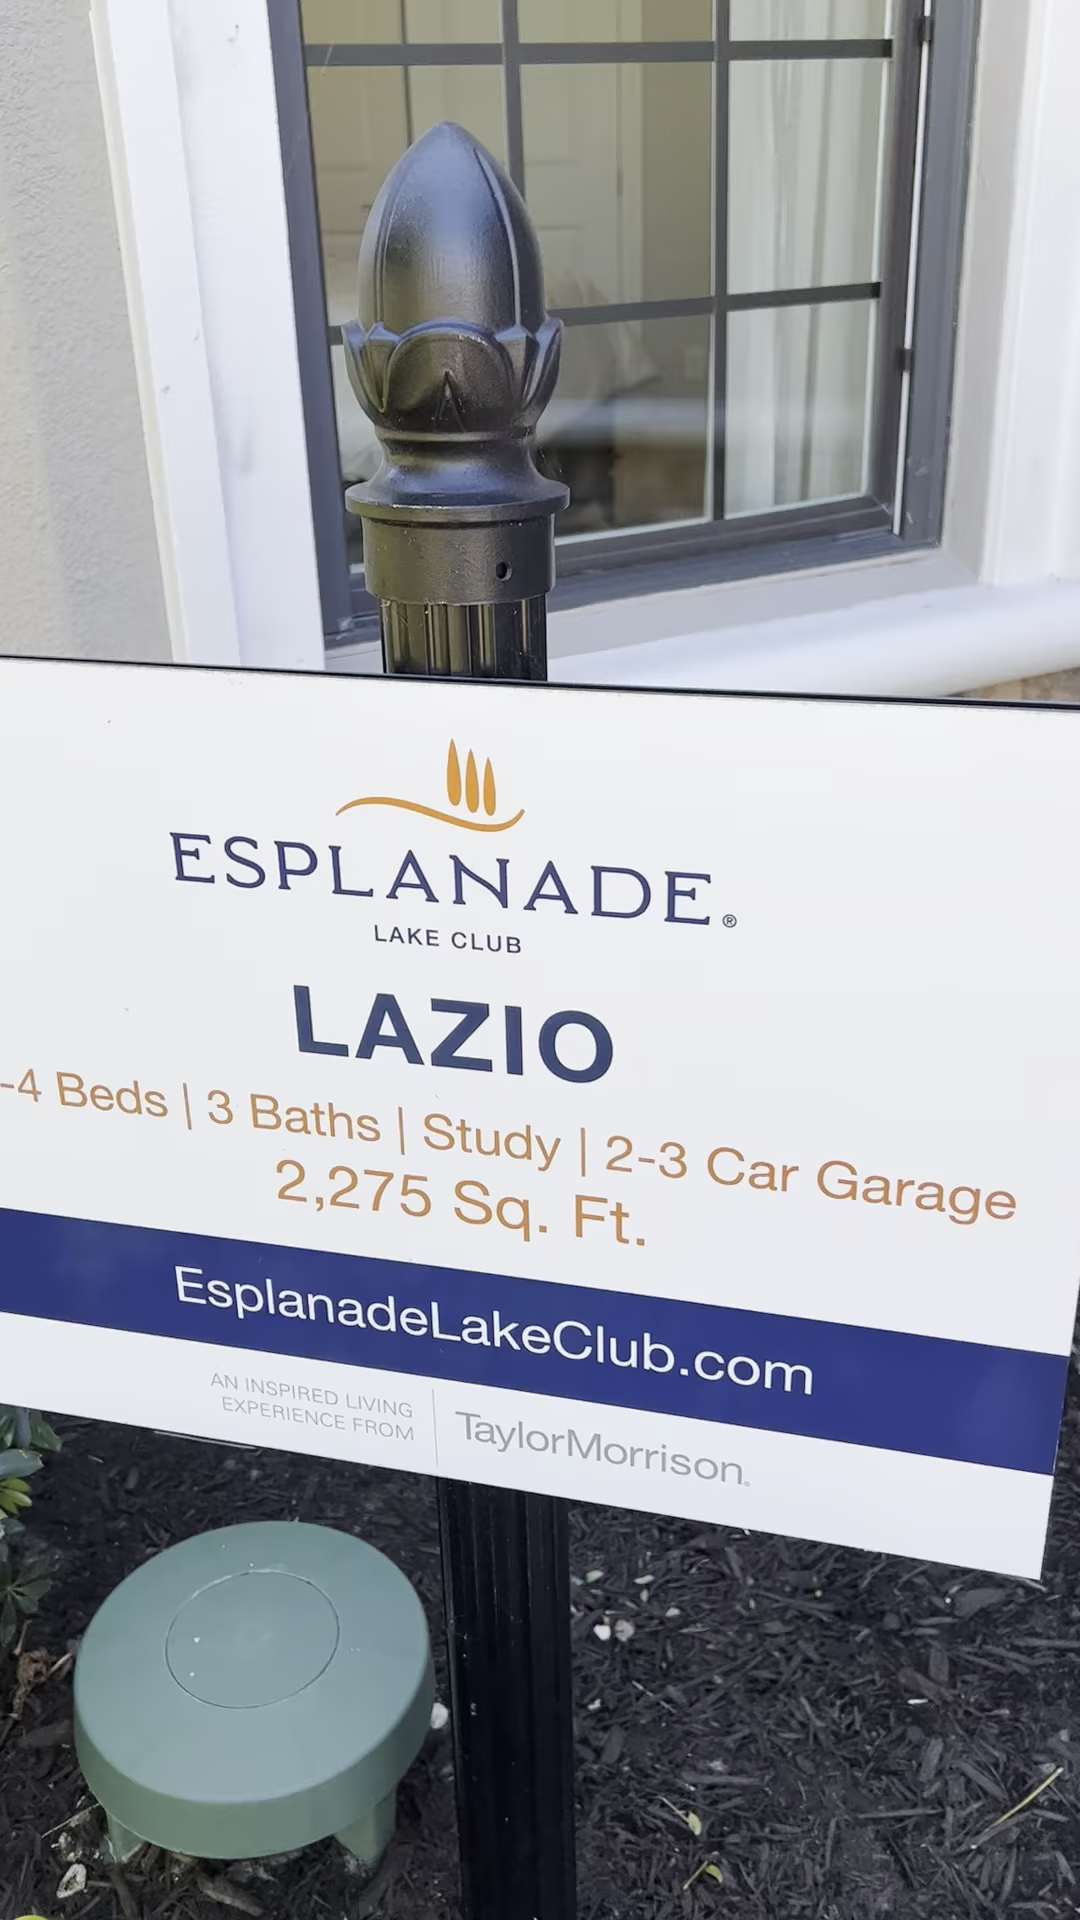 ESPLANADE®
LAKE CLUB
LAZIO
-4 Beds | 3 Baths | Study | 2-3 Car Garage
2,275 Sq. Ft.
EsplanadeLakeClub.com
AN INSPIRED LIVING
EXPERIENCE FROM
TaylorMorrison.